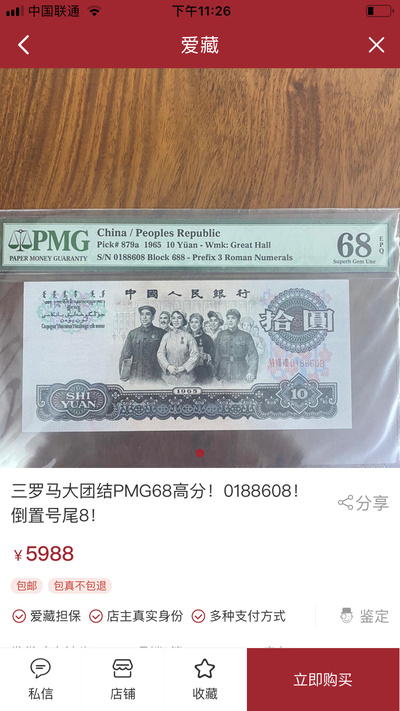 中国联通
下午11:26
爱藏
PMG
PAPER MONEY GUARANTY
China / Peoples Republic
Pick# 879a 1965 10 Yüan - Wmk: Great Hall
S/N 0188608 Block 688 - Prefix 3 Roman Numerals
68
EPQ
Superb Gem Unc
中國人民銀行
拾圓
0188608
1965
SHI
YUAN
10
三罗马大团结PMG68高分！0188608！
倒置号尾8！
分享
¥5988
包邮
包真不包退
爱藏担保
店主真实身份
多种支付方式
鉴定
私信
店铺
收藏
立即购买